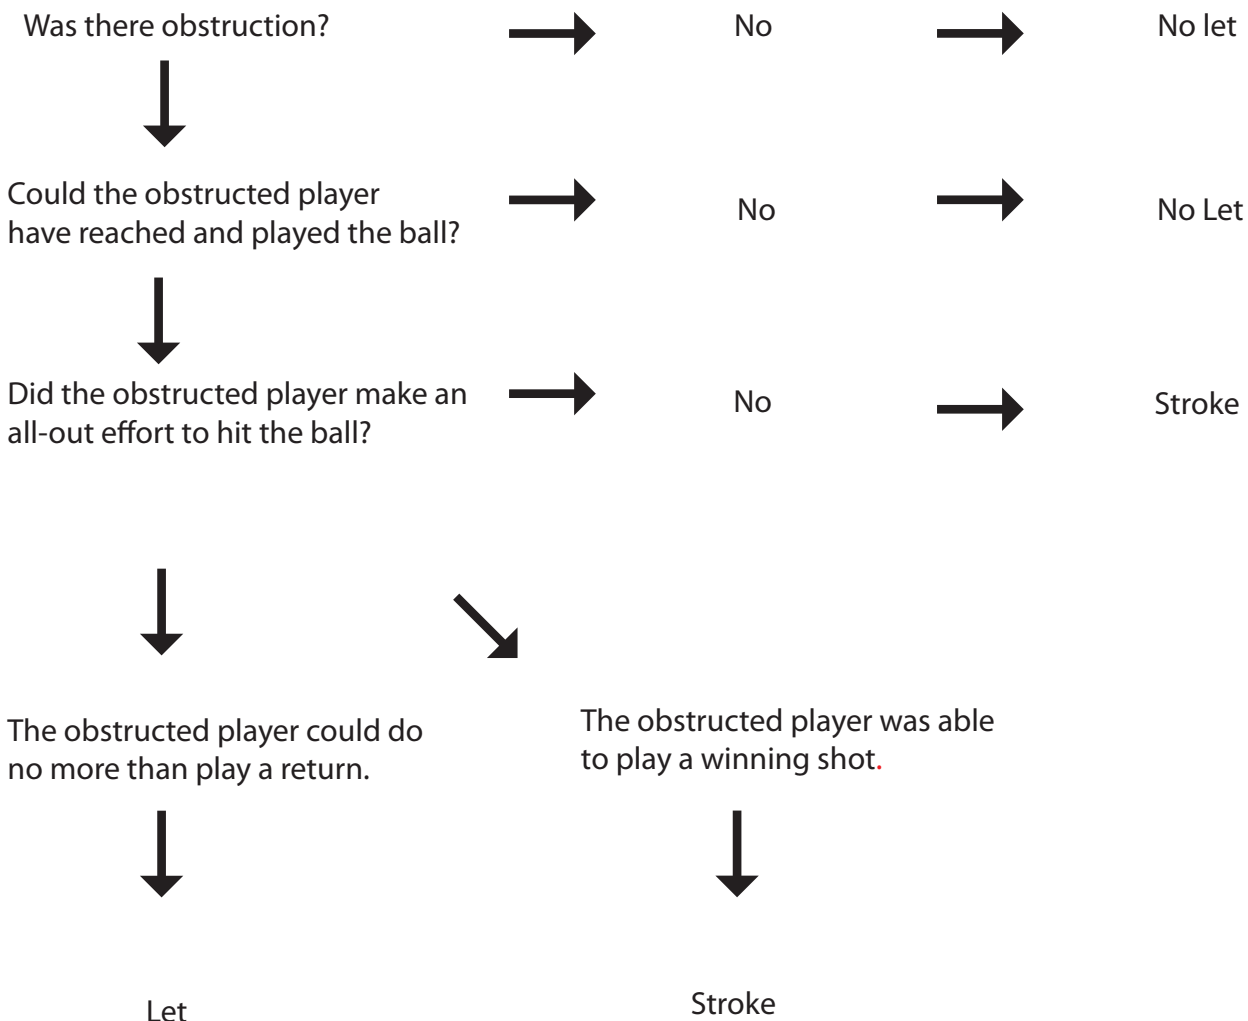 Was there obstruction?
No
No let
Could the obstructed player
have reached and played the ball?
No
No Let
Did the obstructed player make an
all-out effort to hit the ball?
No
Stroke
The obstructed player could do
no more than play a return.
The obstructed player was able
to play a winning shot.
Let
Stroke